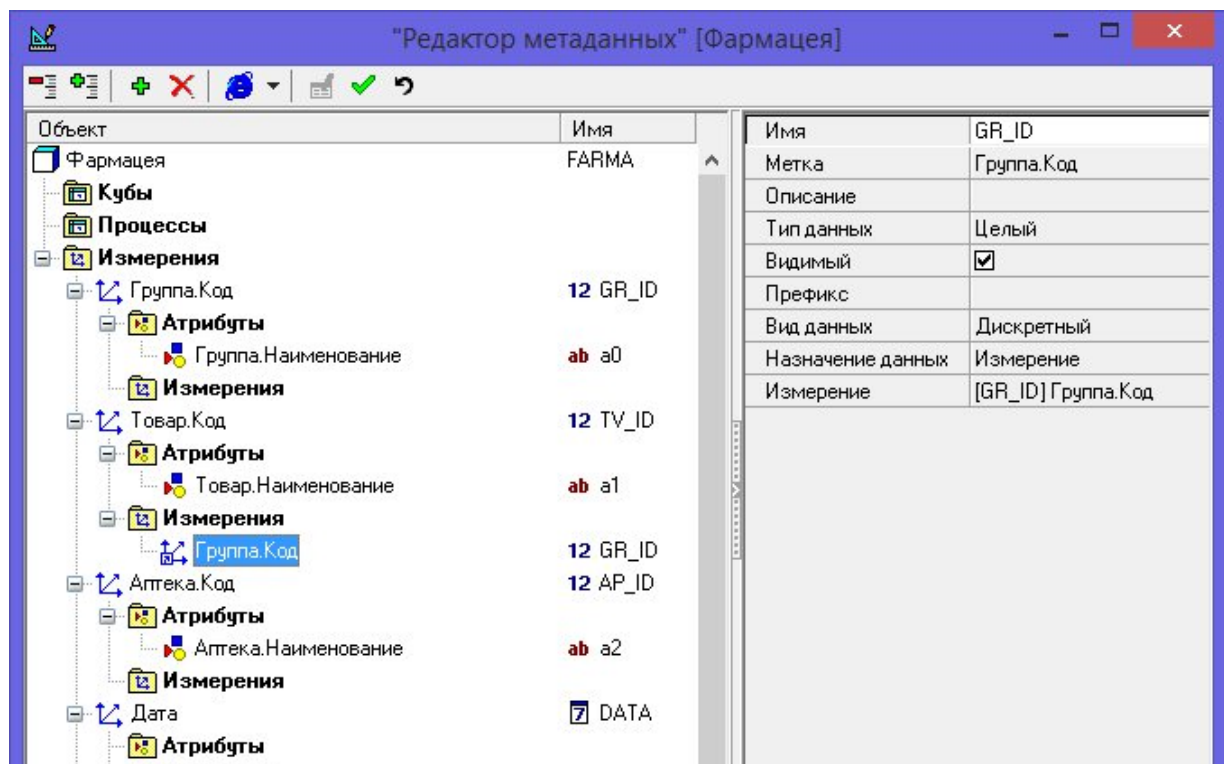 "Редактор метаданных" [Фармацея]
Объект Имя
Фармацея FARMA
Кубы
Процессы
Измерения
Группа.Код 12 GR_ID
Атрибуты
Группа.Наименование ab a0
Измерения
Товар.Код 12 TV_ID
Атрибуты
Товар.Наименование ab a1
Измерения
Группа.Код 12 GR_ID
Аптека.Код 12 AP_ID
Атрибуты
Аптека.Наименование ab a2
Измерения
Дата 7 DATA
Атрибуты
Имя GR_ID
Метка Группа.Код
Описание
Тип данных Целый
Видимый
Префикс
Вид данных Дискретный
Назначение данных Измерение
Измерение [GR_ID] Группа.Код